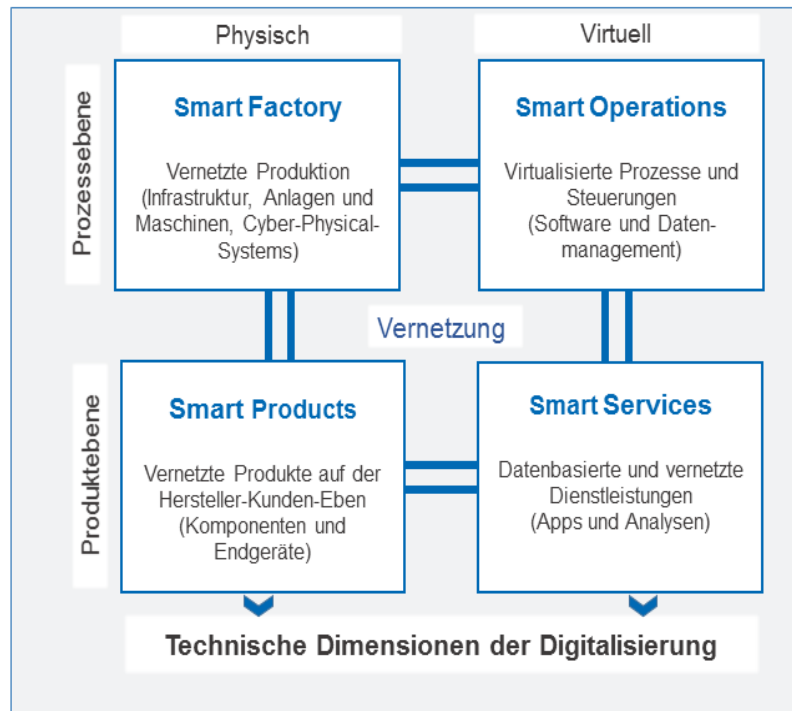 Physisch
Virtuell
Prozessebene
Smart Factory
Vernetzte Produktion
(Infrastruktur, Anlagen und
Maschinen, Cyber-Physical-
Systems)
Smart Operations
Virtualisierte Prozesse und
Steuerungen
(Software und Daten-
management)
Vernetzung
Produktebene
Smart Products
Vernetzte Produkte auf der
Hersteller-Kunden-Eben
(Komponenten und
Endgeräte)
Smart Services
Datenbasierte und vernetzte
Dienstleistungen
(Apps und Analysen)
Technische Dimensionen der Digitalisierung